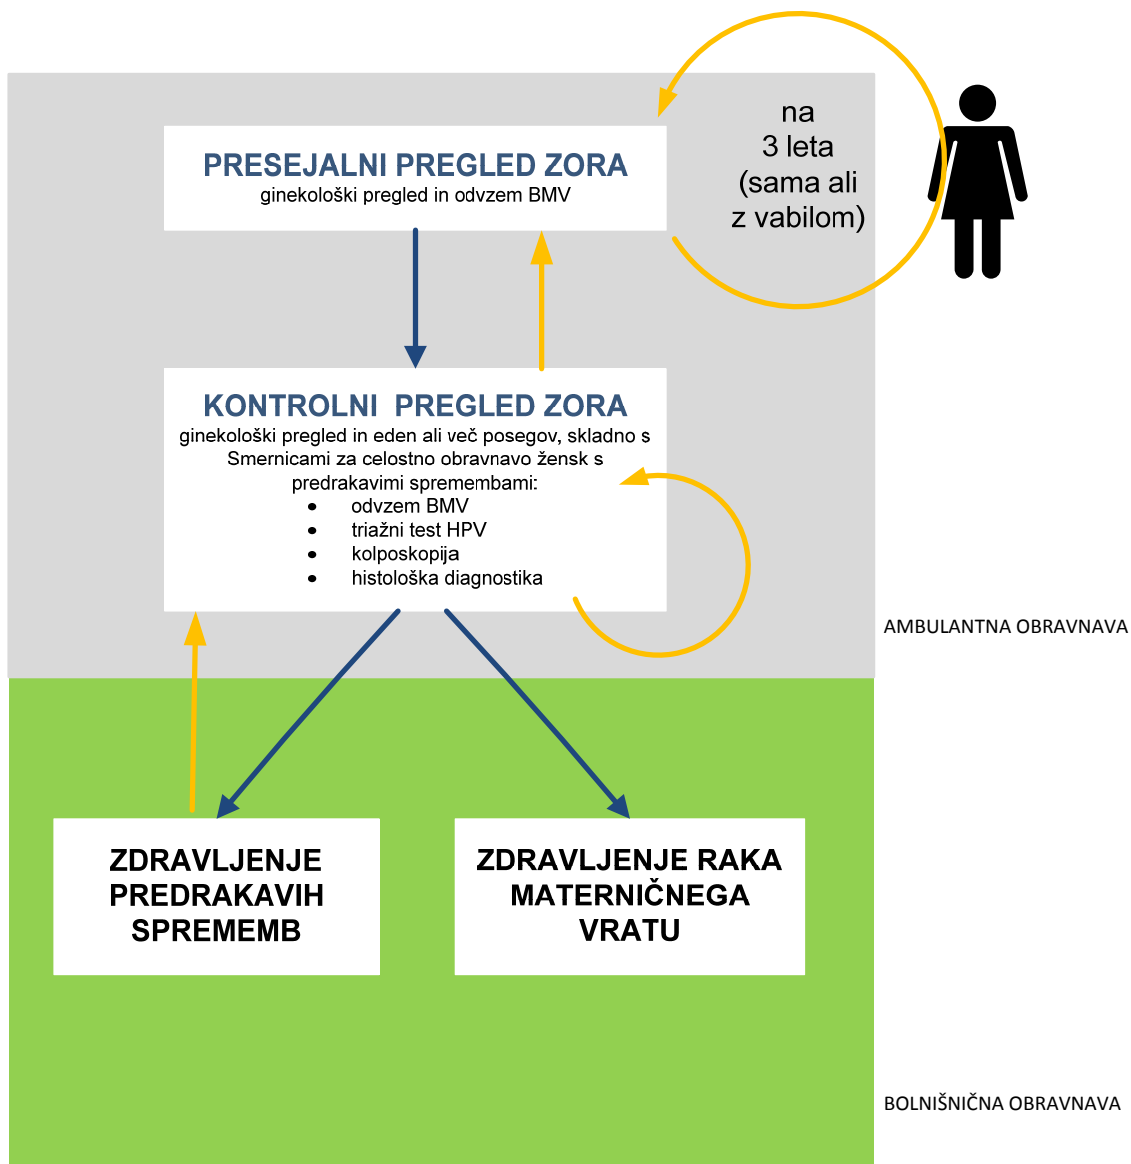 PRESEJALNI PREGLED ZORA
ginekološki pregled in odvzem BMV
na
3 leta
(sama ali
z vabilom)
KONTROLNI PREGLED ZORA
ginekološki pregled in eden ali več posegov, skladno s
Smernicami za celostno obravnavo žensk s
predrakavimi spremembami:
• odvzem BMV
• triažni test HPV
• kolposkopija
• histološka diagnostika
AMBULANTNA OBRAVNAVA
ZDRAVLJENJE
PREDRAKAVIH
SPREMEMB
ZDRAVLJENJE RAKA
MATERNIČNEGA
VRATU
BOLNIŠNIČNA OBRAVNAVA